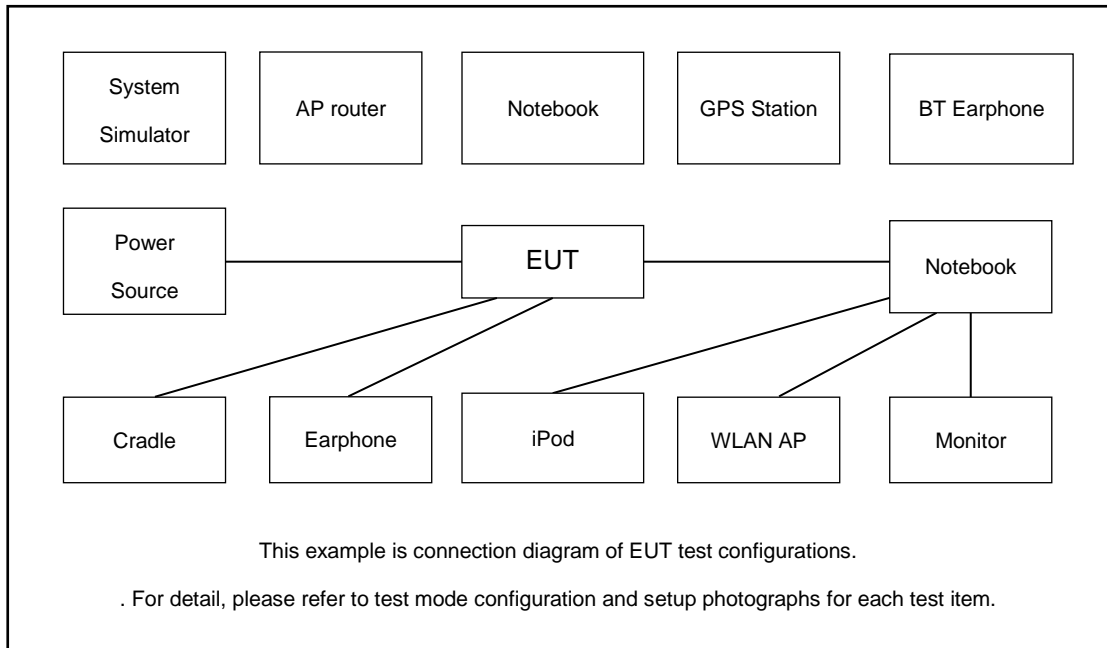 System
Simulator
AP router
Notebook
GPS Station
BT Earphone
Power
Source
EUT
Notebook
Cradle
Earphone
iPod
WLAN AP
Monitor
This example is connection diagram of EUT test configurations.
. For detail, please refer to test mode configuration and setup photographs for each test item.